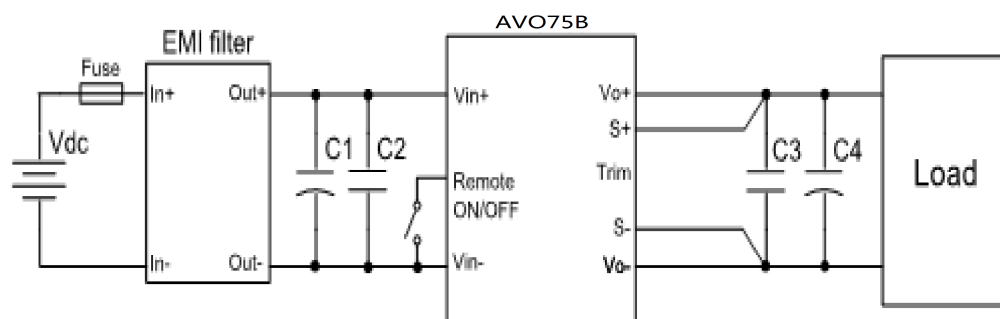 AVO75B
EMI filter
Fuse
In+
Out+
Vin+
Vo+
S+
Vdc
C1
C2
C3
C4
Trim
Load
Remote
ON/OFF
S-
In-
Out-
Vin-
Vo-